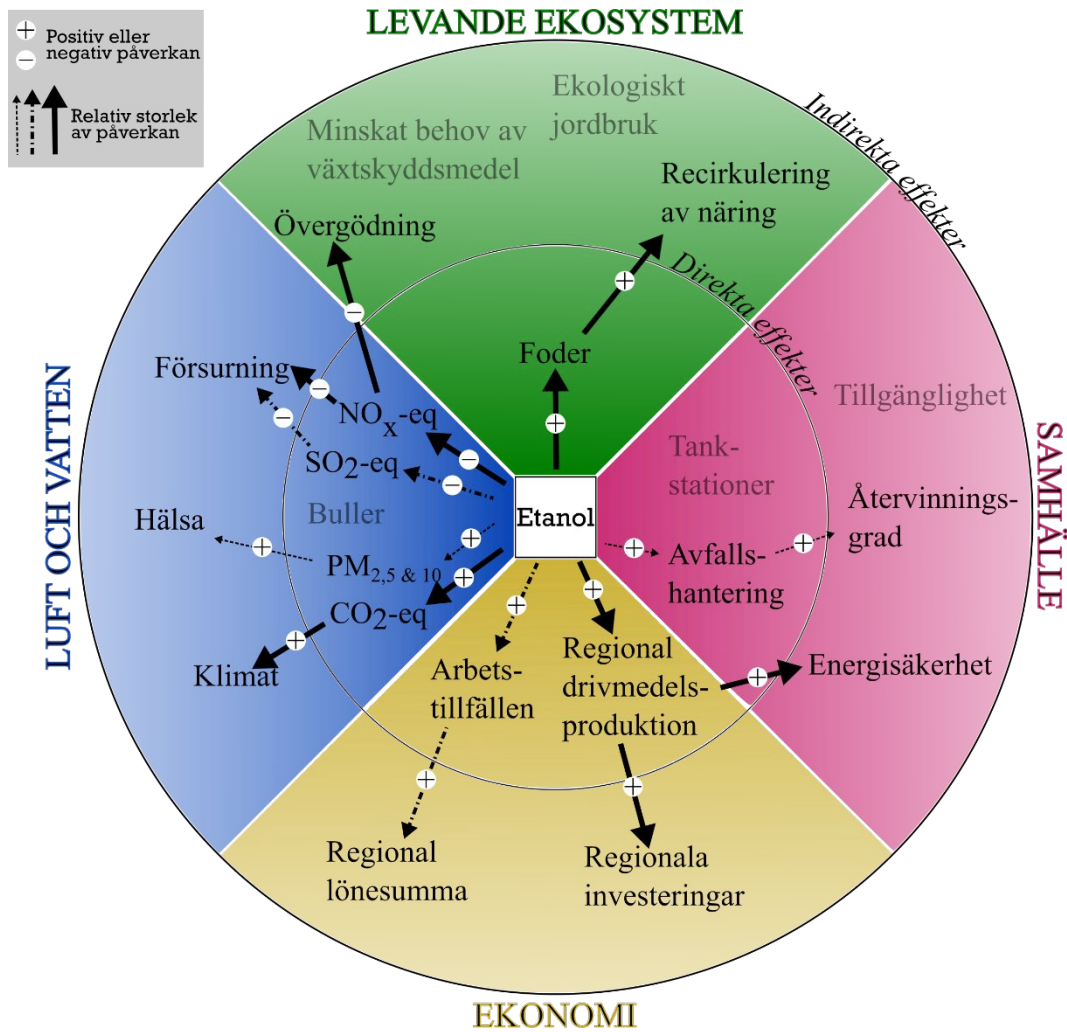 LEVANDE EKOSYSTEM
+ Positiv eller
− negativ påverkan
Relativ storlek
av påverkan
Indirekta effekter
Direkta effekter
Ekologiskt
jordbruk
Minskat behov av
växtskyddsmedel
Recirkulering
av näring
+
Övergödning
−
Foder
+
LUFT OCH VATTEN
Försurning
−
−
NOx-eq
−
SO2-eq
−
Buller
Hälsa
+
PM2,5 & 10
+
CO2-eq
+
Klimat
+
Etanol
SAMHÄLLE
Tillgänglighet
Tank-
stationer
Återvinnings-
grad
+
Avfalls-
hantering
+
Energisäkerhet
+
Arbets-
tillfällen
+
Regional
drivmedels-
produktion
+
Regional
lönesumma
+
Regionala
investeringar
+
EKONOMI